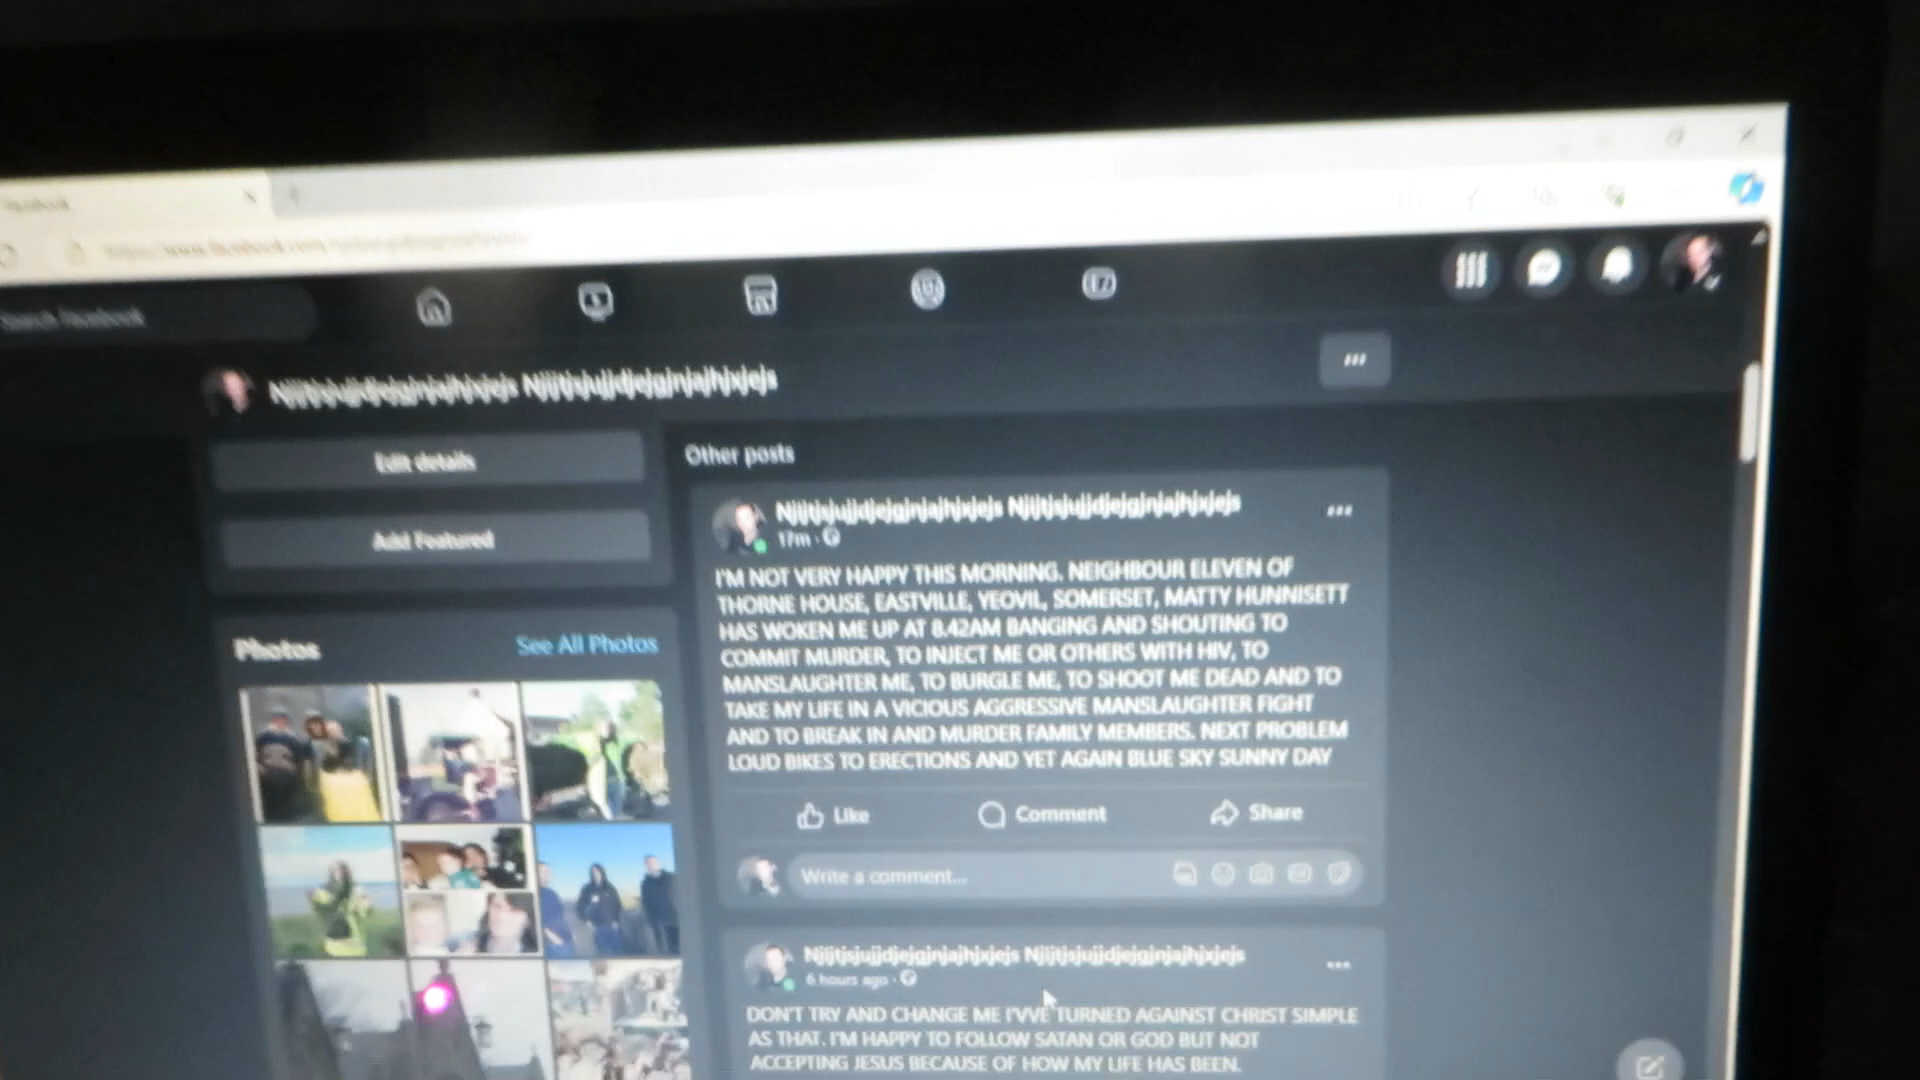 Facebook
Search Facebook
Edit details
Add Featured
Photos
See All Photos
Other posts
17m
I'M NOT VERY HAPPY THIS MORNING. NEIGHBOUR ELEVEN OF
THORNE HOUSE, EASTVILLE, YEOVIL, SOMERSET, MATTY HUNNISETT
HAS WOKEN ME UP AT 8.42AM BANGING AND SHOUTING TO
COMMIT MURDER, TO INJECT ME OR OTHERS WITH HIV, TO
MANSLAUGHTER ME, TO BURGLE ME, TO SHOOT ME DEAD AND TO
TAKE MY LIFE IN A VICIOUS AGGRESSIVE MANSLAUGHTER FIGHT
AND TO BREAK IN AND MURDER FAMILY MEMBERS. NEXT PROBLEM
LOUD BIKES TO ERECTIONS AND YET AGAIN BLUE SKY SUNNY DAY
Like
Comment
Share
Write a comment...
6 hours ago
DON'T TRY AND CHANGE ME I'VVE TURNED AGAINST CHRIST SIMPLE
AS THAT. I'M HAPPY TO FOLLOW SATAN OR GOD BUT NOT
ACCEPTING JESUS BECAUSE OF HOW MY LIFE HAS BEEN.